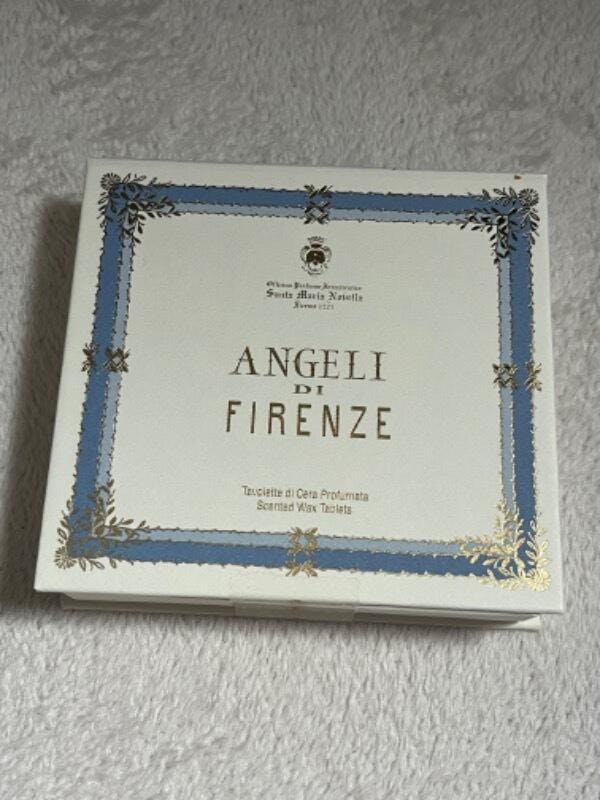 Officina Profumo Farmaceutica
Santa Maria Novella
Firenze 1221
ANGELI
DI
FIRENZE
Tavolette di Cera Profumata
Scented Wax Tablets